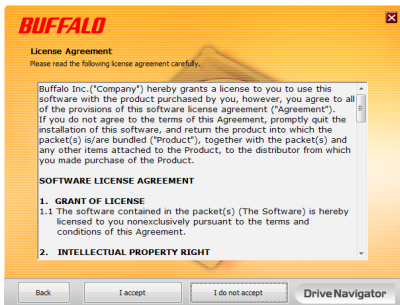 BUFFALO
License Agreement
Please read the following license agreement carefully.
Buffalo Inc.("Company") hereby grants a license to you to use this
software with the product purchased by you, however, you agree to all
of the provisions of this software license agreement ("Agreement").
If you do not agree to the terms of this Agreement, promptly quit the
installation of this software, and return the product into which the
packet(s) is/are bundled ("Product"), together with the packet(s) and
any other items attached to the Product, to the distributor from which
you made purchase of the Product.
SOFTWARE LICENSE AGREEMENT
1. GRANT OF LICENSE
1.1 The software contained in the packet(s) (The Software) is hereby
licensed to you nonexclusively pursuant to the terms and
conditions of this Agreement.
2. INTELLECTUAL PROPERTY RIGHT
Back
I accept
I do not accept
DriveNavigator